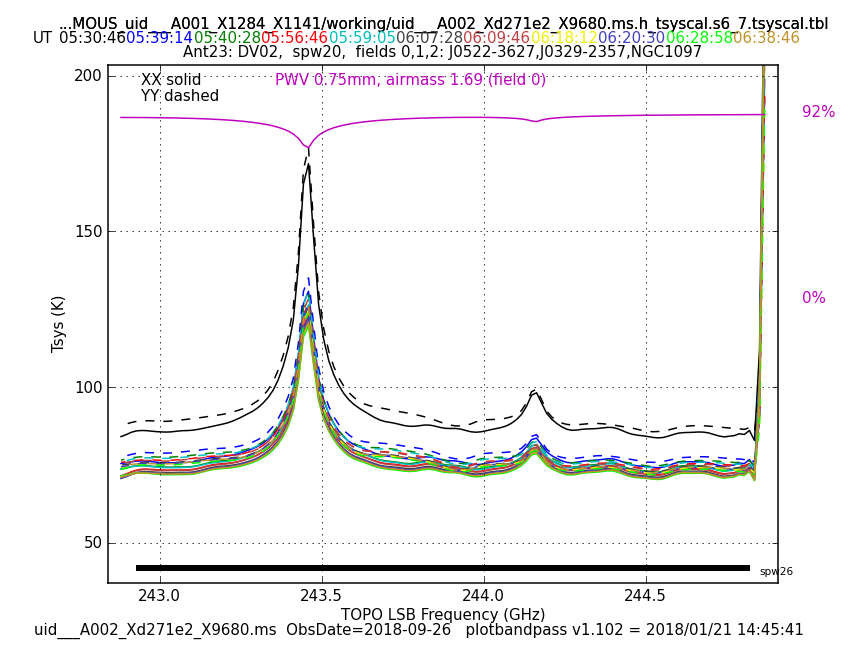 ...MOUS_uid___A001_X1284_X1141/working/uid___A002_Xd271e2_X9680.ms.h_tsyscal.s6_7.tsyscal.tbl
UT 05:30:46 05:39:14 05:40:28 05:56:46 05:59:05 06:07:28 06:09:46 06:18:12 06:20:30 06:28:58 06:38:46
Ant23: DV02, spw20, fields 0,1,2: J0522-3627,J0329-2357,NGC1097
XX solid
YY dashed
PWV 0.75mm, airmass 1.69 (field 0)
92%
0%
200
150
100
50
Tsys (K)
spw26
243.0 243.5 244.0 244.5
TOPO LSB Frequency (GHz)
uid___A002_Xd271e2_X9680.ms ObsDate=2018-09-26 plotbandpass v1.102 = 2018/01/21 14:45:41